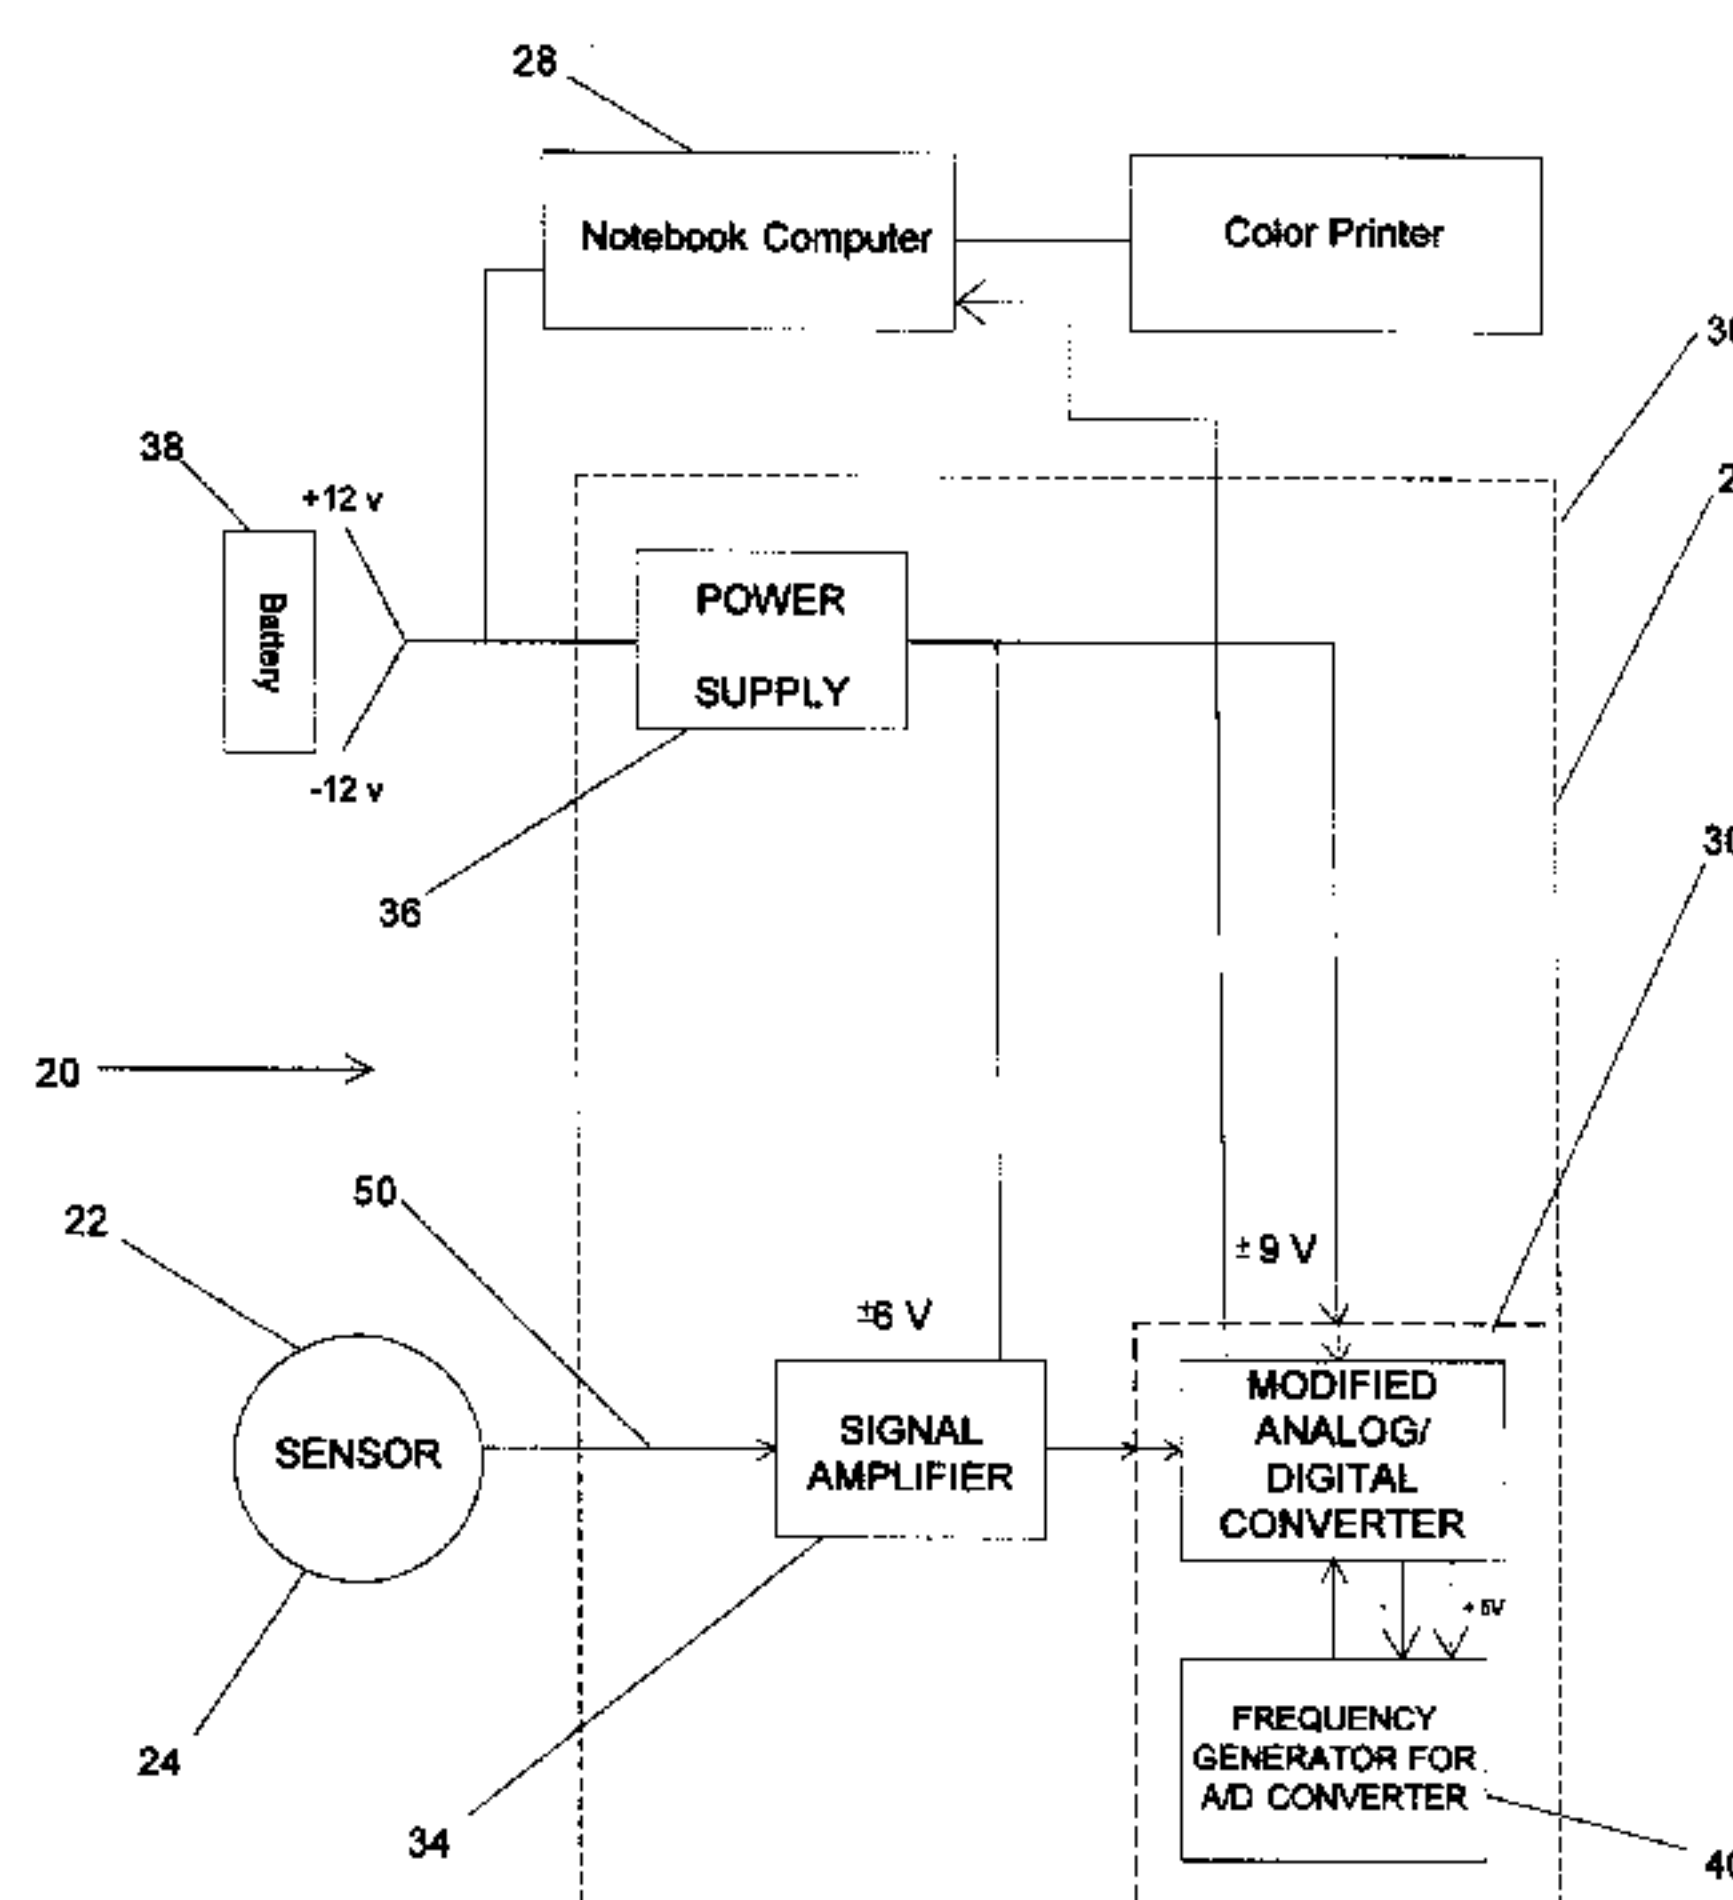 28
Notebook Computer
Color Printer
38
+12 v
Battery
POWER
SUPPLY
-12 v
36
20
50
22
± 9 V
±6 V
SENSOR
SIGNAL
AMPLIFIER
MODIFIED
ANALOG/
DIGITAL
CONVERTER
FREQUENCY
GENERATOR FOR
A/D CONVERTER
24
34